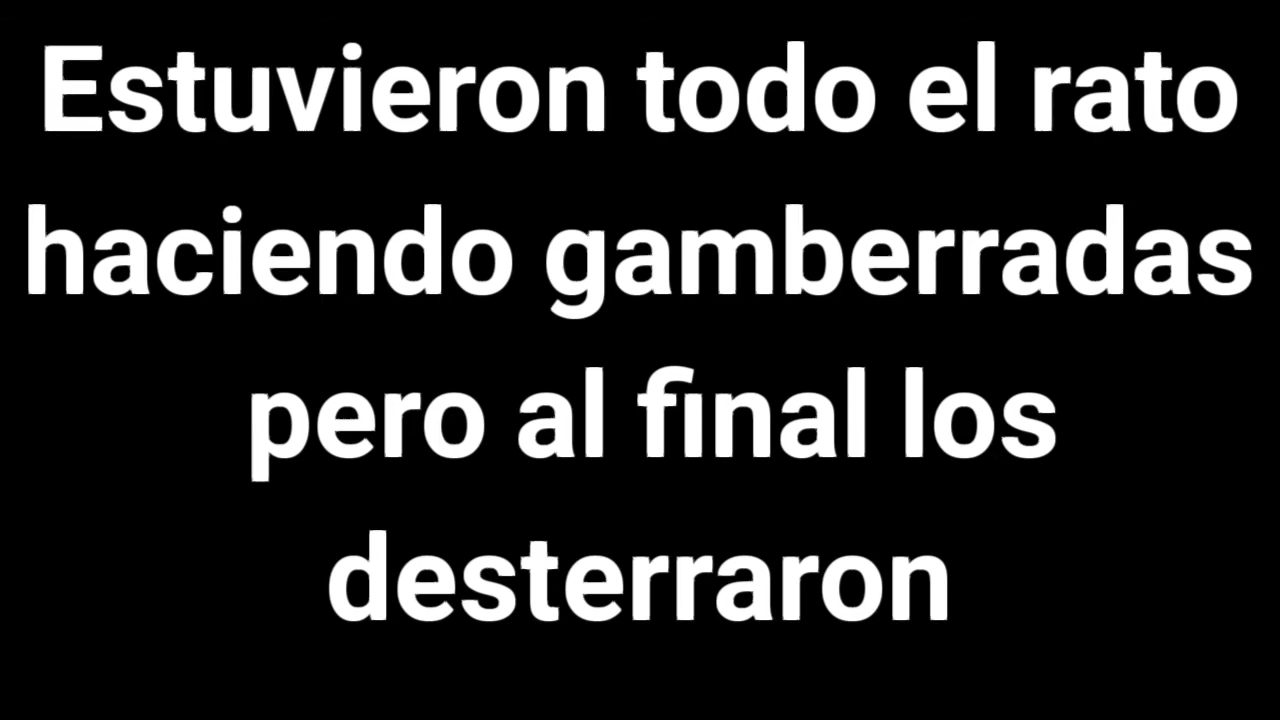 Estuvieron todo el rato
haciendo gamberradas
pero al final los
desterraron